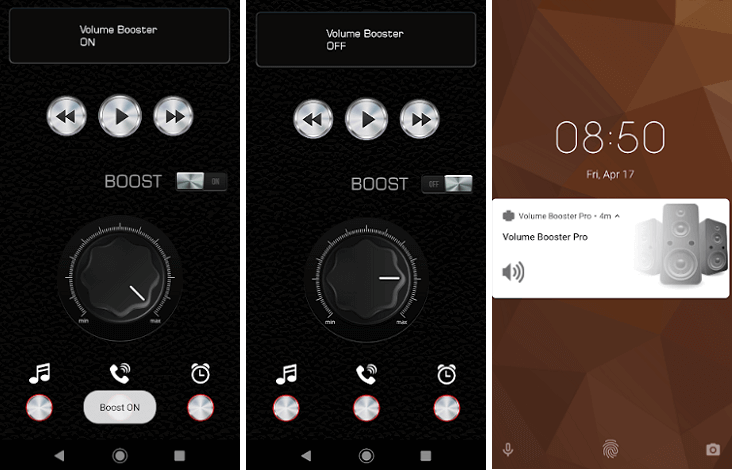 Volume Booster
ON
BOOST
ON
min
max
Boost ON
Volume Booster
OFF
BOOST
OFF
min
max
08:50
Fri, Apr 17
Volume Booster Pro • 4m
Volume Booster Pro